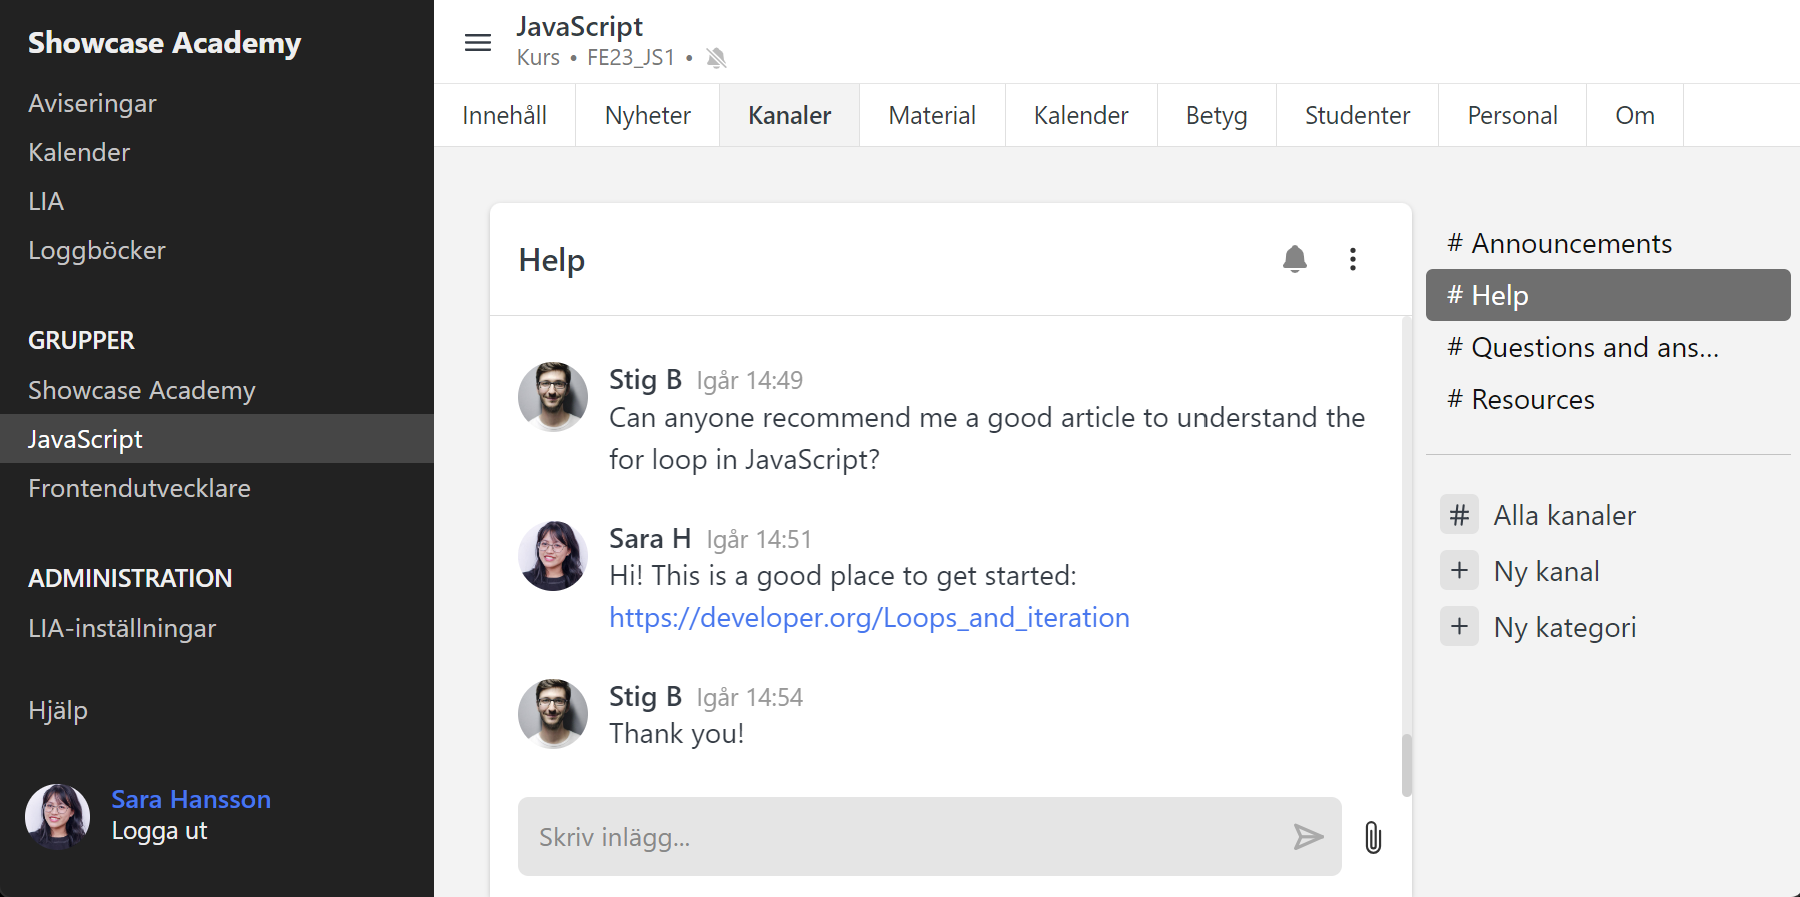 Showcase Academy
Aviseringar
Kalender
LIA
Loggböcker
GRUPPER
Showcase Academy
JavaScript
Frontendutvecklare
ADMINISTRATION
LIA-inställningar
Hjälp
Sara Hansson
Logga ut
JavaScript
Kurs • FE23_JS1 •
Innehåll Nyheter Kanaler Material Kalender Betyg Studenter Personal Om
Help
Stig B Igår 14:49
Can anyone recommend me a good article to understand the
for loop in JavaScript?
Sara H Igår 14:51
Hi! This is a good place to get started:
https://developer.org/Loops_and_iteration
Stig B Igår 14:54
Thank you!
Skriv inlägg...
# Announcements
# Help
# Questions and ans...
# Resources
# Alla kanaler
+ Ny kanal
+ Ny kategori